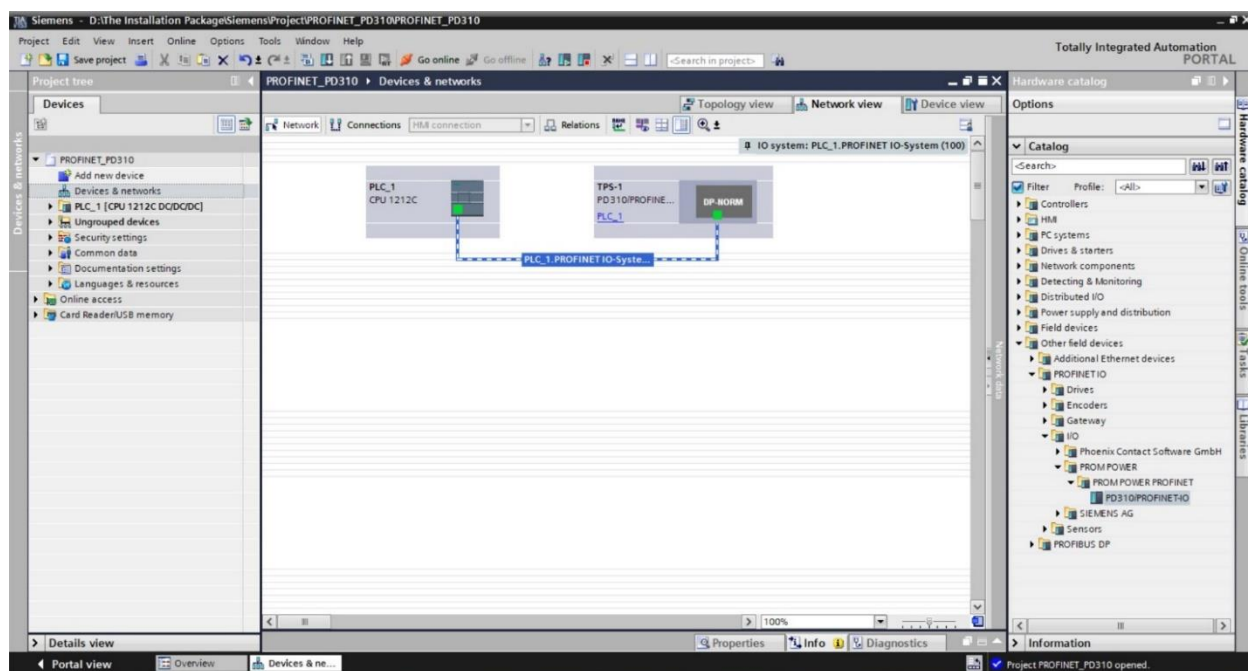 Siemens - D:\The Installation Package\Siemens\Project\PROFINET_PD310\PROFINET_PD310
Project Edit View Insert Online Options Tools Window Help
Totally Integrated Automation
PORTAL
Save project
Go online
Go offline
<Search in project>
Project tree
PROFINET_PD310 Devices & networks
Hardware catalog
Devices
Topology view
Network view
Device view
Options
Network
Connections
HMI connection
Relations
IO system: PLC_1.PROFINET IO-System (100)
PROFINET_PD310
Add new device
Devices & networks
PLC_1 [CPU 1212C DC/DC/DC]
Ungrouped devices
Security settings
Common data
Documentation settings
Languages & resources
Online access
Card Reader/USB memory
PLC_1
CPU 1212C
TPS-1
PD310/PROFINE...
PLC_1
DP-NORM
PLC_1.PROFINET IO-Syste...
Catalog
<Search>
Filter
Profile:
<All>
Controllers
HMI
PC systems
Drives & starters
Network components
Detecting & Monitoring
Distributed I/O
Power supply and distribution
Field devices
Other field devices
Additional Ethernet devices
PROFINET IO
Drives
Encoders
Gateway
I/O
Phoenix Contact Software GmbH
PROM POWER
PROM POWER PROFINET
PD310/PROFINET-IO
SIEMENS AG
Sensors
PROFIBUS DP
Devices & networks
Network data
Hardware catalog
Online tools
Tasks
Libraries
100%
Details view
Properties
Info
Diagnostics
Information
Portal view
Overview
Devices & ne...
Project PROFINET_PD310 opened.